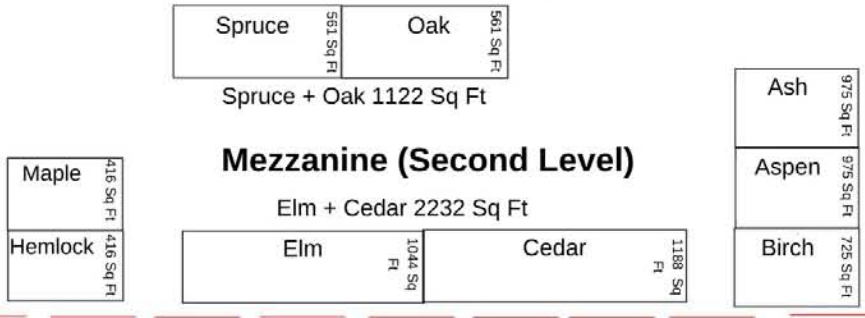 Spruce
561 Sq Ft
Oak
561 Sq Ft
Spruce + Oak 1122 Sq Ft
Ash
975 Sq Ft
Mezzanine (Second Level)
Maple
416 Sq Ft
Aspen
975 Sq Ft
Elm + Cedar 2232 Sq Ft
Hemlock
416 Sq Ft
Elm
1044 Sq
Ft
Cedar
1188 Sq
Ft
Birch
725 Sq Ft